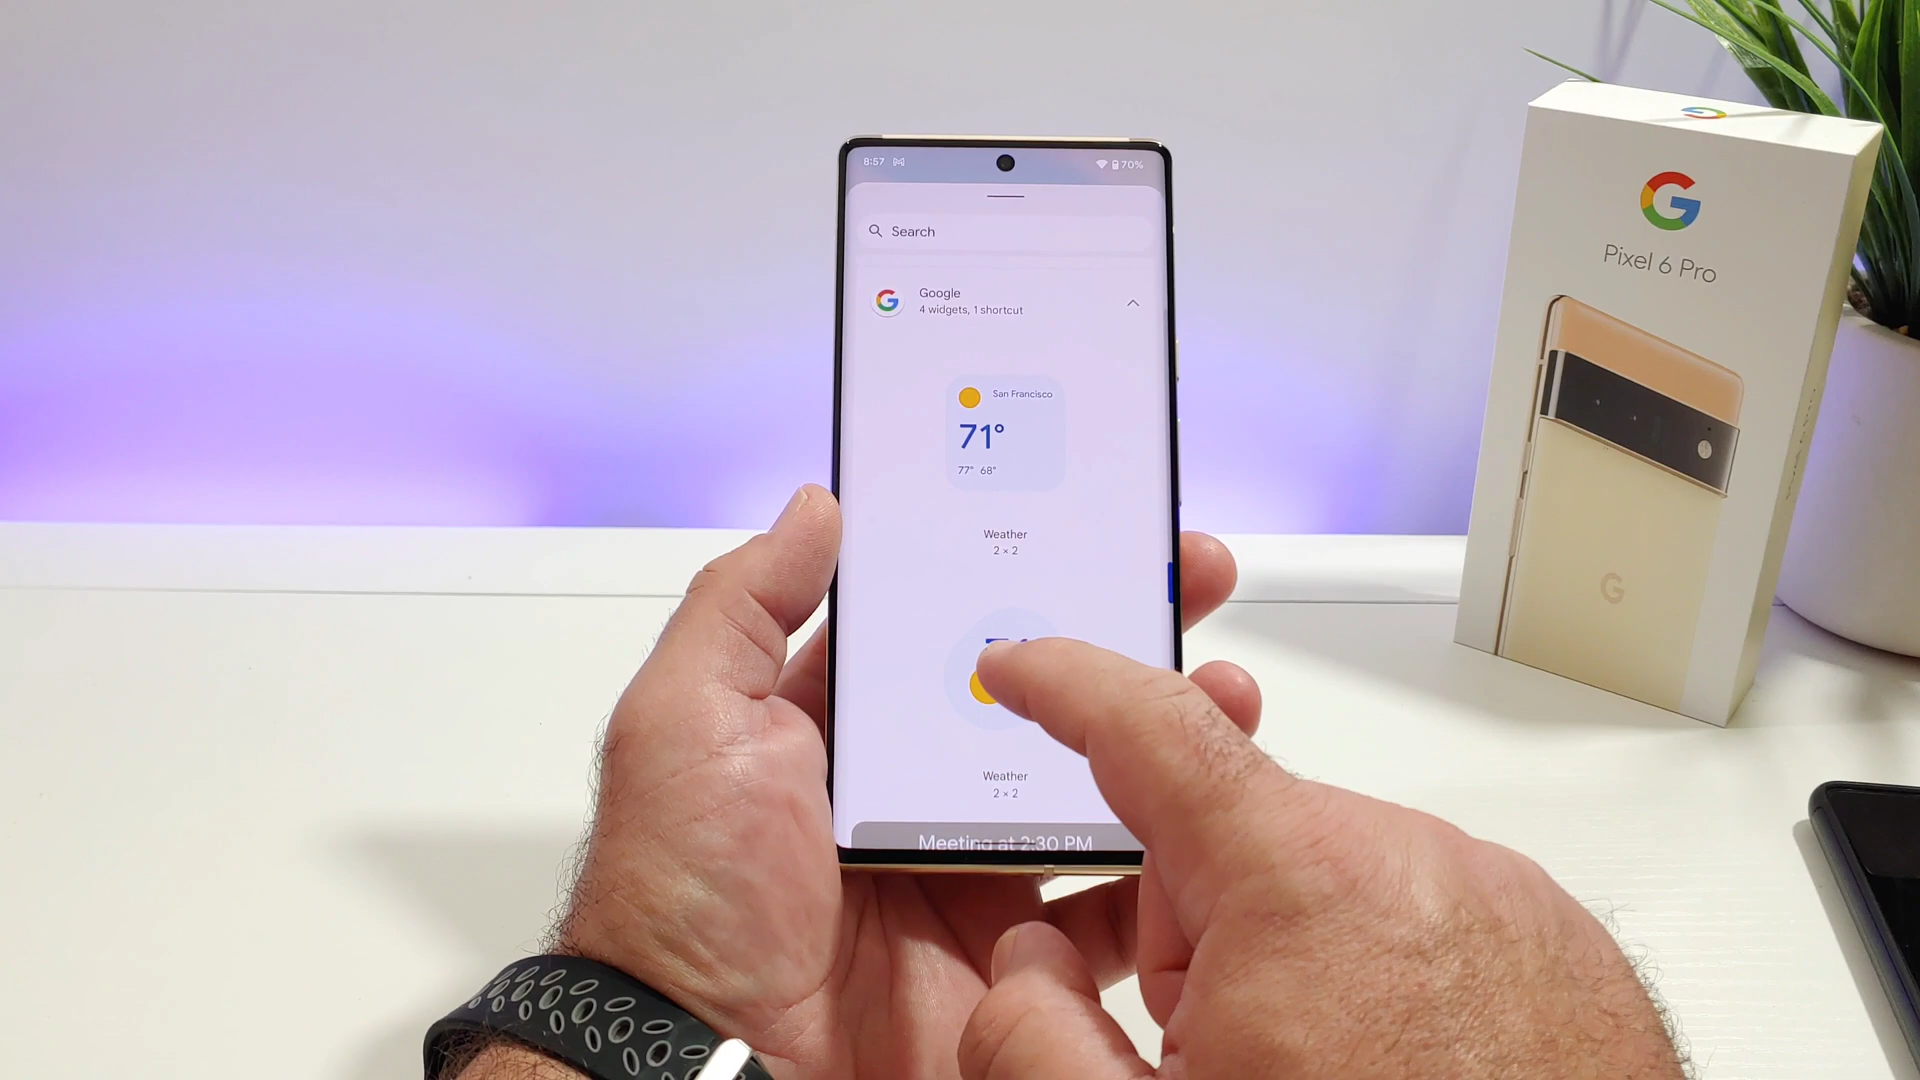 8:57
70%
Search
Google
4 widgets, 1 shortcut
San Francisco
71°
77° 68°
Weather
2 × 2
Weather
2 × 2
Meeting at 2:30 PM
G
Pixel 6 Pro
G